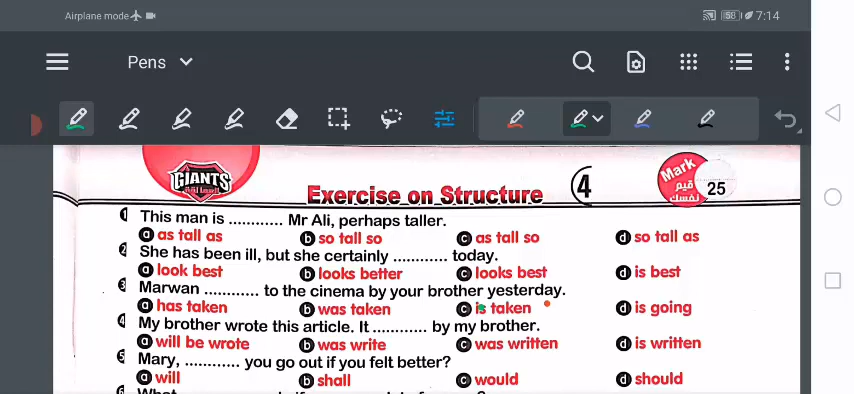 Airplane mode 58 7:14
Pens
GIANTS
Exercise on Structure 4 Mark 25
قيم
نفسك
1 This man is ............ Mr Ali, perhaps taller.
a as tall as b so tall so c as tall so d so tall as
2 She has been ill, but she certainly ............ today.
a look best b looks better c looks best d is best
3 Marwan ............ to the cinema by your brother yesterday.
a has taken b was taken c is taken d is going
4 My brother wrote this article. It ............ by my brother.
a will be wrote b was write c was written d is written
5 Mary, ............ you go out if you felt better?
a will b shall c would d should